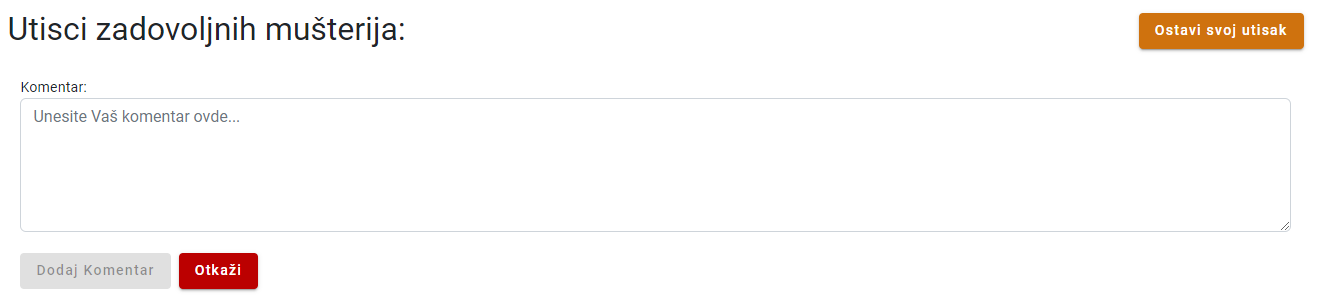 Utisci zadovoljnih mušterija:
Ostavi svoj utisak
Komentar:
Unesite Vaš komentar ovde...
Dodaj Komentar
Otkaži